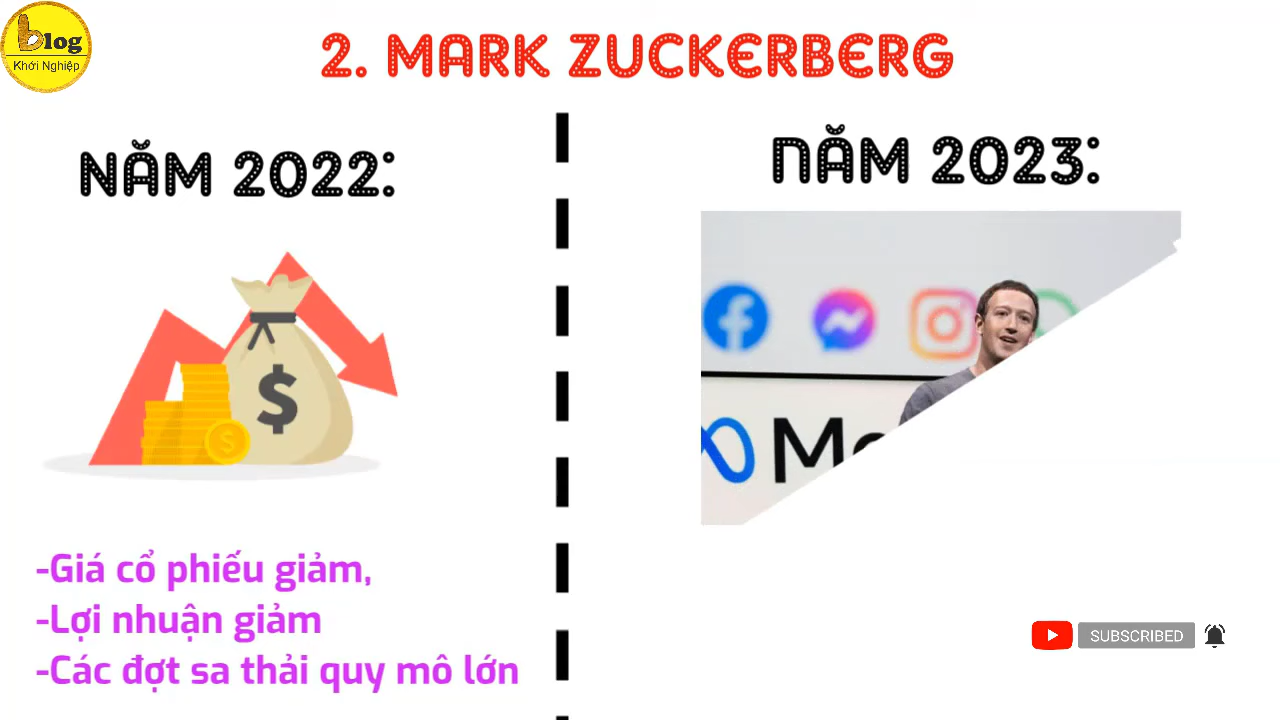 blog
Khởi Nghiệp
2. MARK ZUCKERBERG
NĂM 2022:
NĂM 2023:
$
$
-Giá cổ phiếu giảm,
-Lợi nhuận giảm
-Các đợt sa thải quy mô lớn
SUBSCRIBED